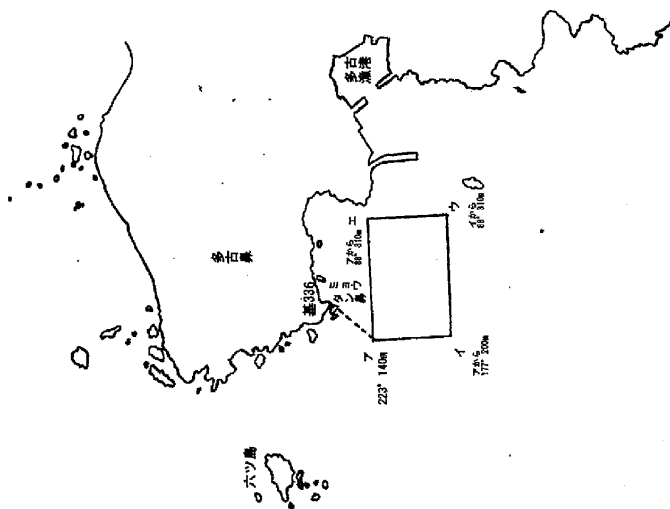 多古
漁港
多古鼻
基336
ミョウ
タン鼻
六ツ島
ア
223° 140m
エ
アから
88° 310m
イ
アから
177° 200m
ウ
イから
88° 310m